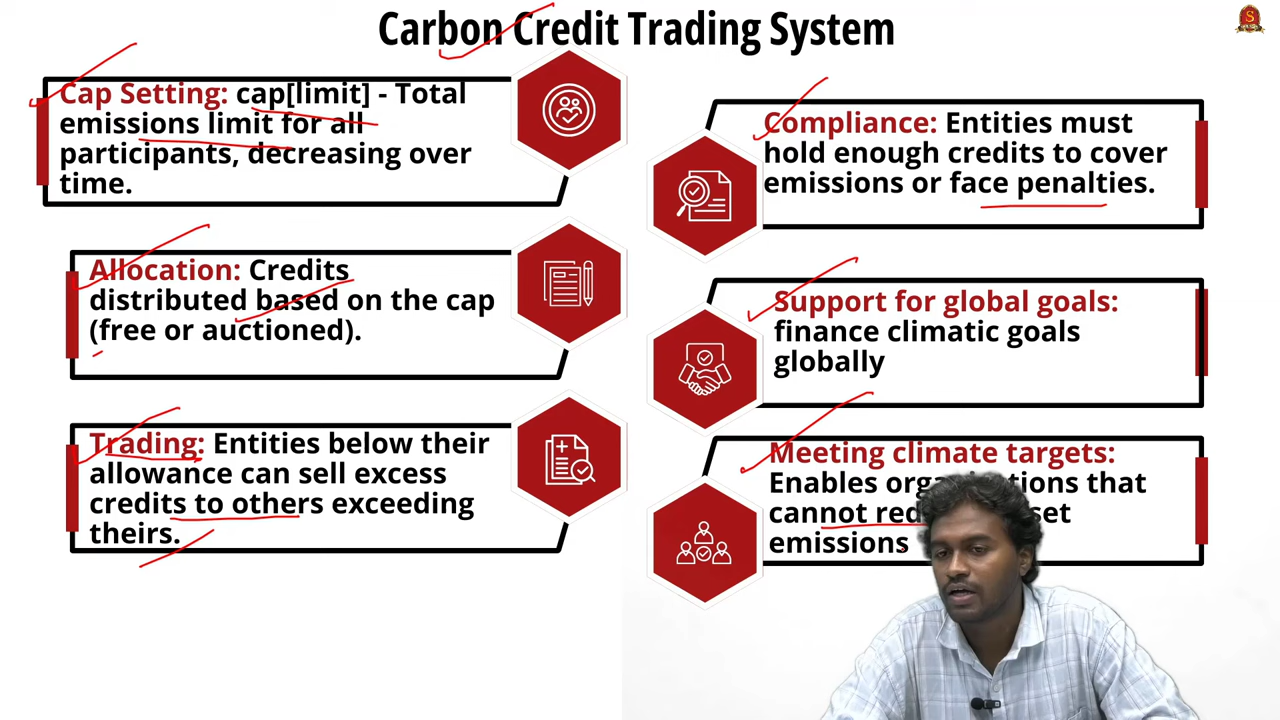 Carbon Credit Trading System
Cap Setting: cap[limit] - Total
emissions limit for all
participants, decreasing over
time.
Allocation: Credits
distributed based on the cap
(free or auctioned).
Trading: Entities below their
allowance can sell excess
credits to others exceeding
theirs.
Compliance: Entities must
hold enough credits to cover
emissions or face penalties.
Support for global goals:
finance climatic goals
globally
Meeting climate targets:
Enables that
cannot
emissions